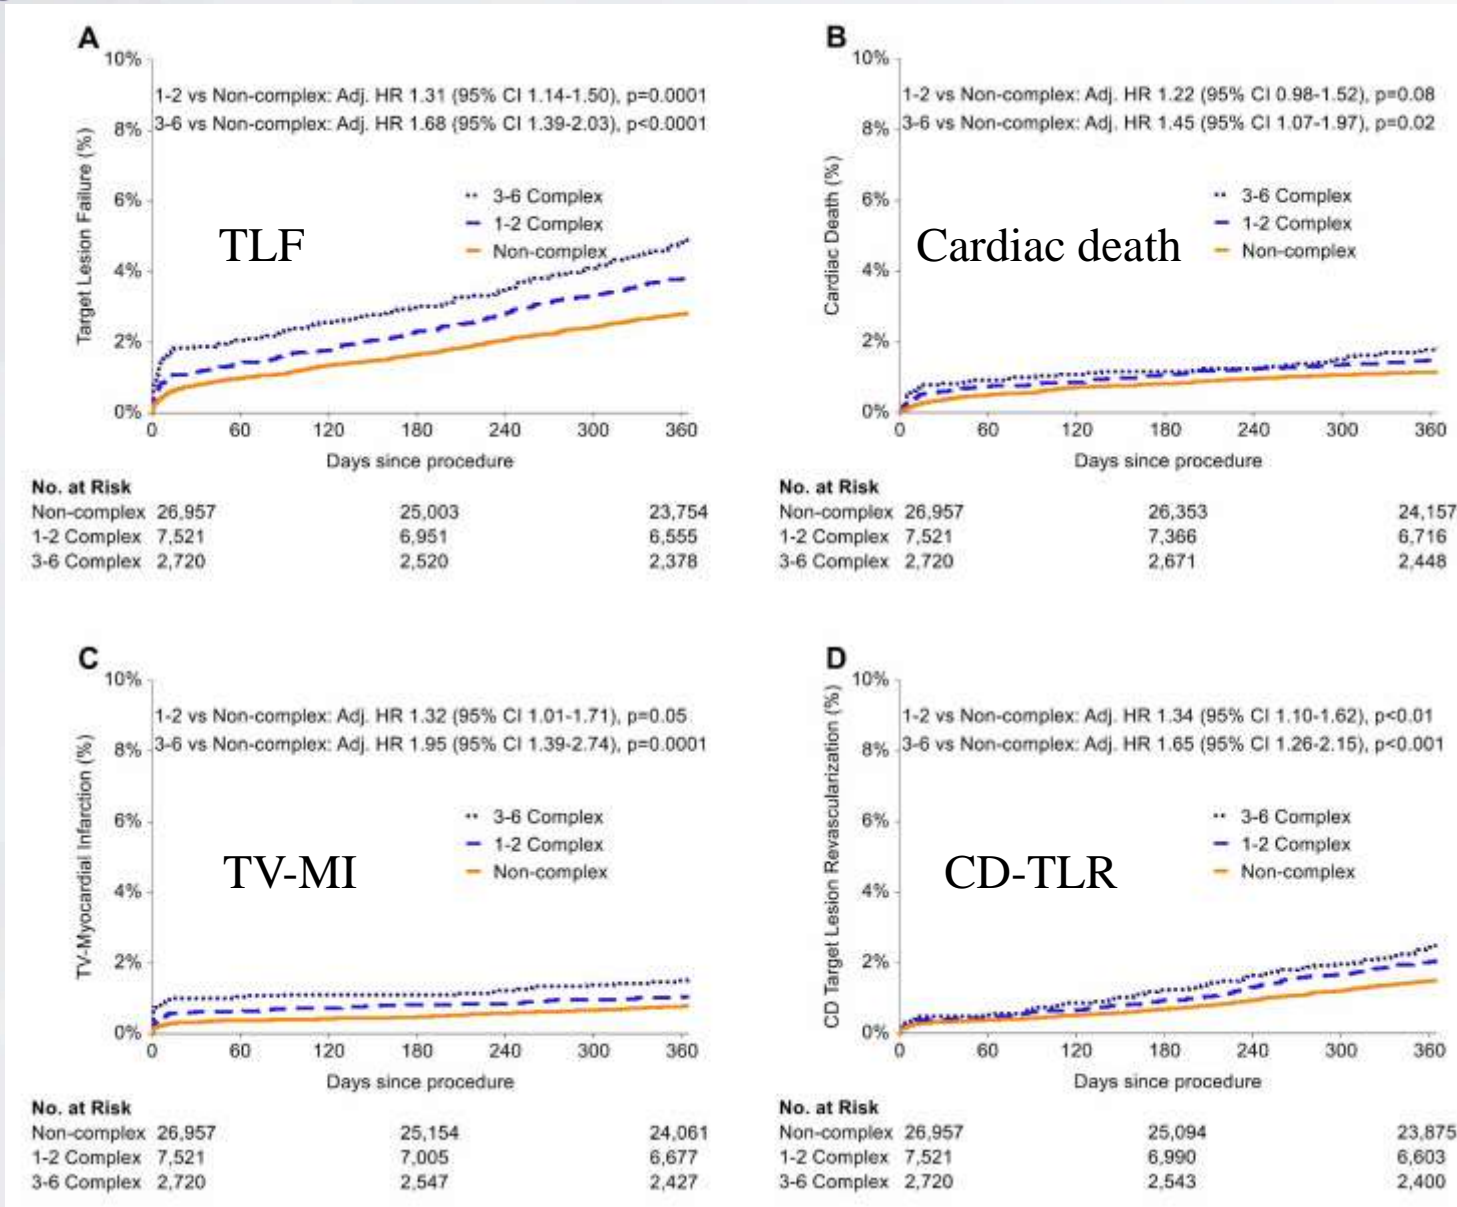 A
10%
1-2 vs Non-complex: Adj. HR 1.31 (95% CI 1.14-1.50), p=0.0001
3-6 vs Non-complex: Adj. HR 1.68 (95% CI 1.39-2.03), p<0.0001
8%
6%
4%
2%
0%
Target Lesion Failure (%)
3-6 Complex
1-2 Complex
Non-complex
TLF
0 60 120 180 240 300 360
Days since procedure
No. at Risk
Non-complex 26,957 25,003 23,754
1-2 Complex 7,521 6,951 6,555
3-6 Complex 2,720 2,520 2,378
B
10%
1-2 vs Non-complex: Adj. HR 1.22 (95% CI 0.98-1.52), p=0.08
3-6 vs Non-complex: Adj. HR 1.45 (95% CI 1.07-1.97), p=0.02
8%
6%
4%
2%
0%
Cardiac Death (%)
3-6 Complex
1-2 Complex
Non-complex
Cardiac death
0 60 120 180 240 300 360
Days since procedure
No. at Risk
Non-complex 26,957 26,353 24,157
1-2 Complex 7,521 7,366 6,716
3-6 Complex 2,720 2,671 2,448
C
10%
1-2 vs Non-complex: Adj. HR 1.32 (95% CI 1.01-1.71), p=0.05
3-6 vs Non-complex: Adj. HR 1.95 (95% CI 1.39-2.74), p=0.0001
8%
6%
4%
2%
0%
TV-Myocardial Infarction (%)
3-6 Complex
1-2 Complex
Non-complex
TV-MI
0 60 120 180 240 300 360
Days since procedure
No. at Risk
Non-complex 26,957 25,154 24,061
1-2 Complex 7,521 7,005 6,677
3-6 Complex 2,720 2,547 2,427
D
10%
1-2 vs Non-complex: Adj. HR 1.34 (95% CI 1.10-1.62), p<0.01
3-6 vs Non-complex: Adj. HR 1.65 (95% CI 1.26-2.15), p<0.001
8%
6%
4%
2%
0%
CD Target Lesion Revascularization (%)
3-6 Complex
1-2 Complex
Non-complex
CD-TLR
0 60 120 180 240 300 360
Days since procedure
No. at Risk
Non-complex 26,957 25,094 23,875
1-2 Complex 7,521 6,990 6,603
3-6 Complex 2,720 2,543 2,400